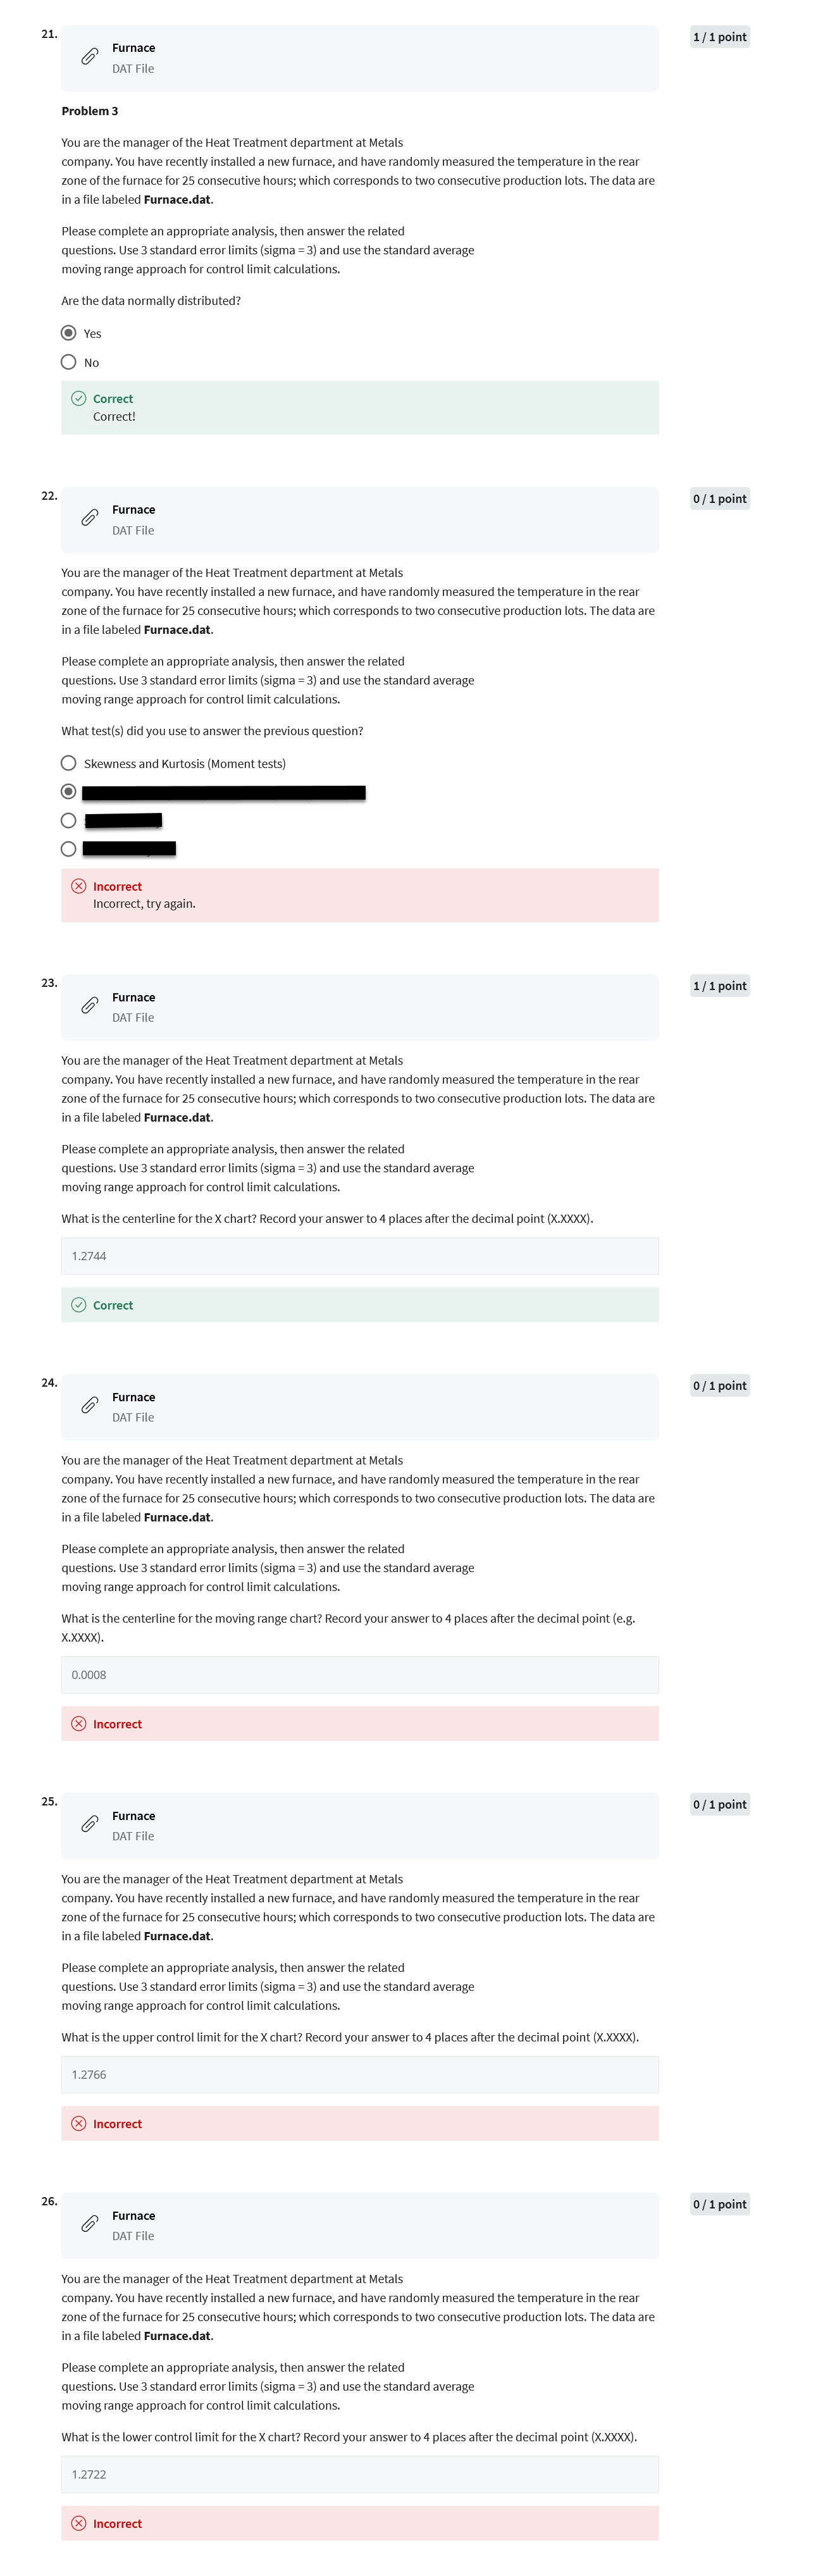 21.
Furnace
DAT File
1 / 1 point
Problem 3
You are the manager of the Heat Treatment department at Metals
company. You have recently installed a new furnace, and have randomly measured the temperature in the rear
zone of the furnace for 25 consecutive hours; which corresponds to two consecutive production lots. The data are
in a file labeled Furnace.dat.
Please complete an appropriate analysis, then answer the related
questions. Use 3 standard error limits (sigma = 3) and use the standard average
moving range approach for control limit calculations.
Are the data normally distributed?
Yes
No
Correct
Correct!
22.
Furnace
DAT File
0 / 1 point
You are the manager of the Heat Treatment department at Metals
company. You have recently installed a new furnace, and have randomly measured the temperature in the rear
zone of the furnace for 25 consecutive hours; which corresponds to two consecutive production lots. The data are
in a file labeled Furnace.dat.
Please complete an appropriate analysis, then answer the related
questions. Use 3 standard error limits (sigma = 3) and use the standard average
moving range approach for control limit calculations.
What test(s) did you use to answer the previous question?
Skewness and Kurtosis (Moment tests)
Incorrect
Incorrect, try again.
23.
Furnace
DAT File
1 / 1 point
You are the manager of the Heat Treatment department at Metals
company. You have recently installed a new furnace, and have randomly measured the temperature in the rear
zone of the furnace for 25 consecutive hours; which corresponds to two consecutive production lots. The data are
in a file labeled Furnace.dat.
Please complete an appropriate analysis, then answer the related
questions. Use 3 standard error limits (sigma = 3) and use the standard average
moving range approach for control limit calculations.
What is the centerline for the X chart? Record your answer to 4 places after the decimal point (X.XXXX).
1.2744
Correct
24.
Furnace
DAT File
0 / 1 point
You are the manager of the Heat Treatment department at Metals
company. You have recently installed a new furnace, and have randomly measured the temperature in the rear
zone of the furnace for 25 consecutive hours; which corresponds to two consecutive production lots. The data are
in a file labeled Furnace.dat.
Please complete an appropriate analysis, then answer the related
questions. Use 3 standard error limits (sigma = 3) and use the standard average
moving range approach for control limit calculations.
What is the centerline for the moving range chart? Record your answer to 4 places after the decimal point (e.g.
X.XXXX).
0.0008
Incorrect
25.
Furnace
DAT File
0 / 1 point
You are the manager of the Heat Treatment department at Metals
company. You have recently installed a new furnace, and have randomly measured the temperature in the rear
zone of the furnace for 25 consecutive hours; which corresponds to two consecutive production lots. The data are
in a file labeled Furnace.dat.
Please complete an appropriate analysis, then answer the related
questions. Use 3 standard error limits (sigma = 3) and use the standard average
moving range approach for control limit calculations.
What is the upper control limit for the X chart? Record your answer to 4 places after the decimal point (X.XXXX).
1.2766
Incorrect
26.
Furnace
DAT File
0 / 1 point
You are the manager of the Heat Treatment department at Metals
company. You have recently installed a new furnace, and have randomly measured the temperature in the rear
zone of the furnace for 25 consecutive hours; which corresponds to two consecutive production lots. The data are
in a file labeled Furnace.dat.
Please complete an appropriate analysis, then answer the related
questions. Use 3 standard error limits (sigma = 3) and use the standard average
moving range approach for control limit calculations.
What is the lower control limit for the X chart? Record your answer to 4 places after the decimal point (X.XXXX).
1.2722
Incorrect